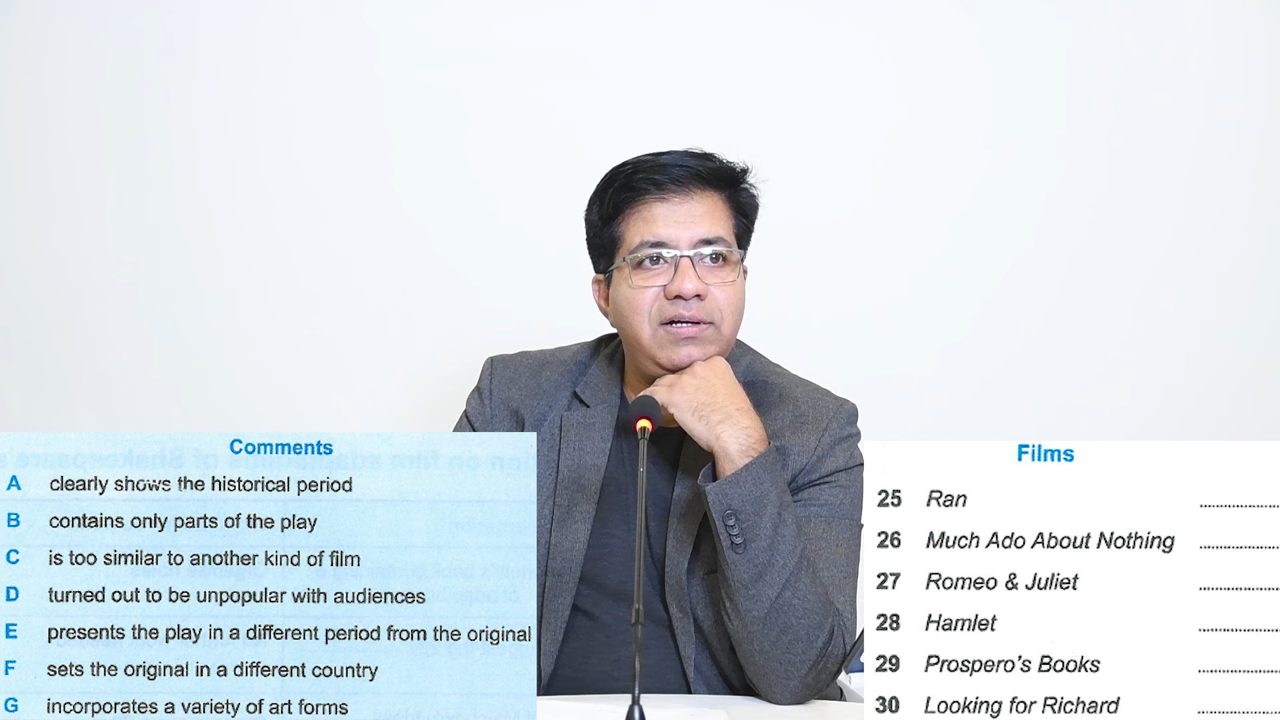 Comments
A clearly shows the historical period
B contains only parts of the play
C is too similar to another kind of film
D turned out to be unpopular with audiences
E presents the play in a different period from the original
F sets the original in a different country
G incorporates a variety of art forms
Films
25 Ran ....................
26 Much Ado About Nothing ....................
27 Romeo & Juliet ....................
28 Hamlet ....................
29 Prospero's Books ....................
30 Looking for Richard ....................